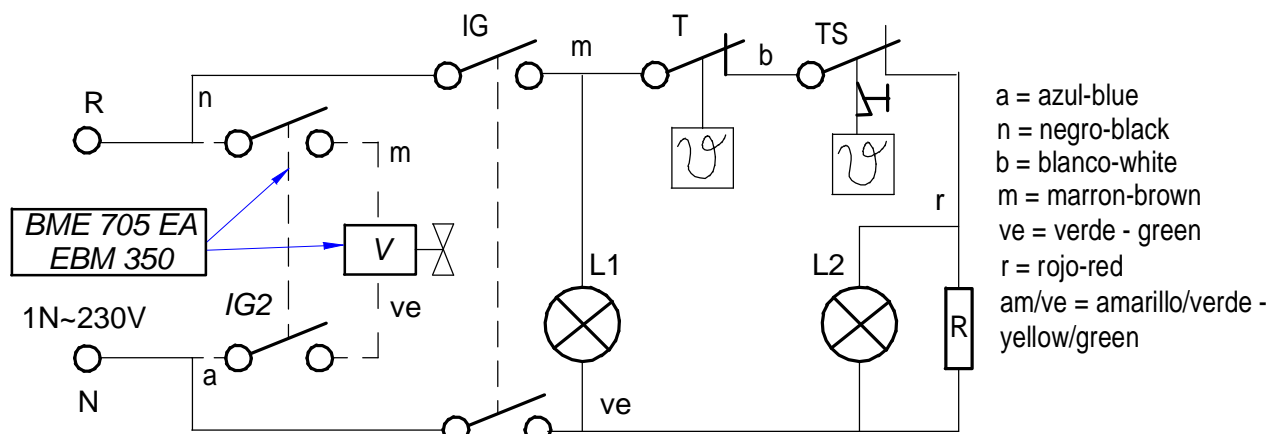 IG
m
T
b
TS
R
n
m
BME 705 EA
EBM 350
V
1N~230V
IG2
ve
N
a
L1
L2
r
R
ve
a = azul-blue
n = negro-black
b = blanco-white
m = marron-brown
ve = verde - green
r = rojo-red
am/ve = amarillo/verde -
yellow/green